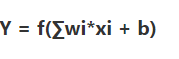 Y = f(∑wi*xi + b)